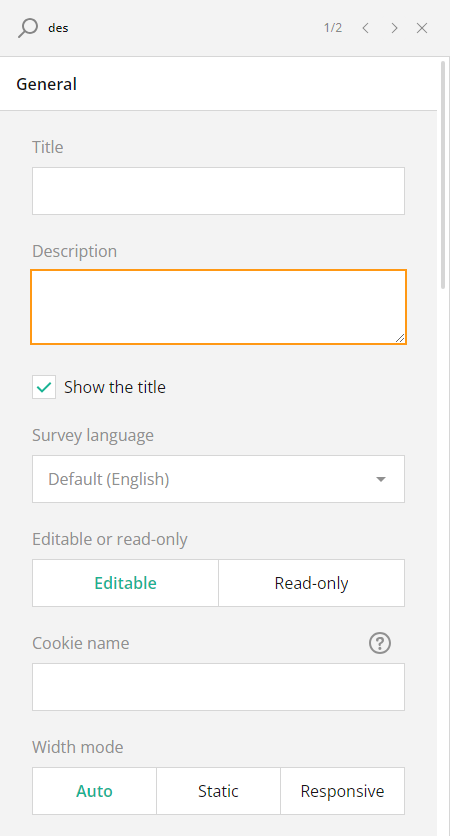 des 1/2
General
Title
Description
Show the title
Survey language
Default (English)
Editable or read-only
Editable Read-only
Cookie name
Width mode
Auto Static Responsive